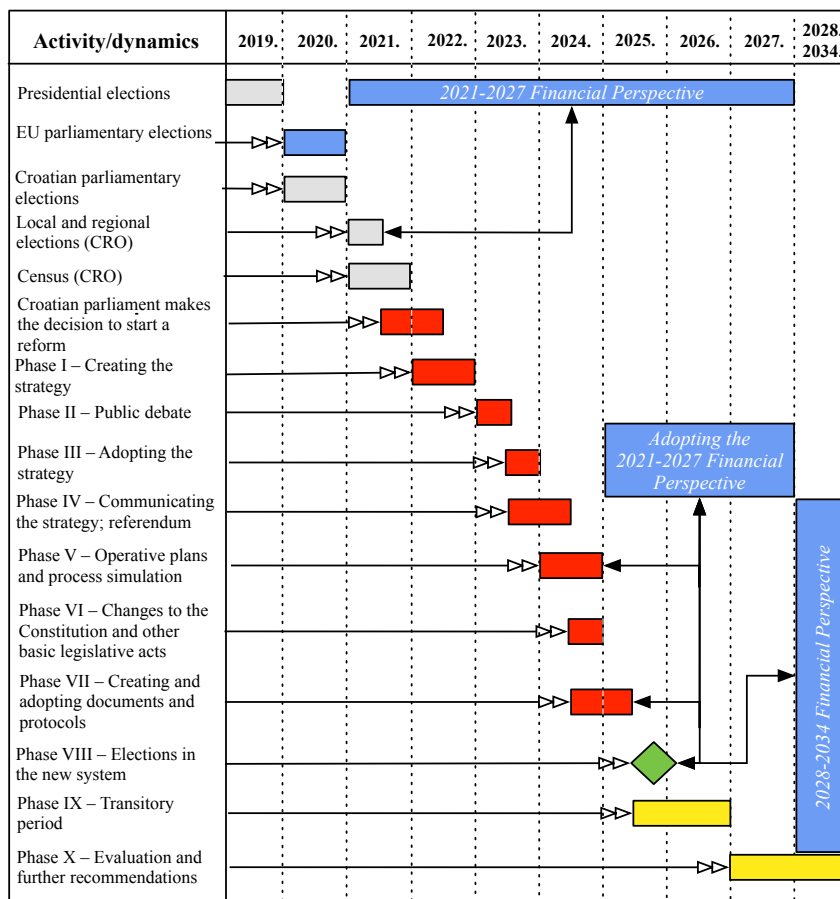 Activity/dynamics
2019.
2020.
2021.
2022.
2023.
2024.
2025.
2026.
2027.
2028.
2034.
Presidential elections
2021-2027 Financial Perspective
EU parliamentary elections
Croatian parliamentary
elections
Local and regional
elections (CRO)
Census (CRO)
Croatian parliament makes
the decision to start a
reform
Phase I – Creating the
strategy
Phase II – Public debate
Phase III – Adopting the
strategy
Adopting the
2021-2027 Financial
Perspective
Phase IV – Communicating
the strategy; referendum
Phase V – Operative plans
and process simulation
Phase VI – Changes to the
Constitution and other
basic legislative acts
Phase VII – Creating and
adopting documents and
protocols
Phase VIII – Elections in
the new system
Phase IX – Transitory
period
Phase X – Evaluation and
further recommendations
2028-2034 Financial Perspective